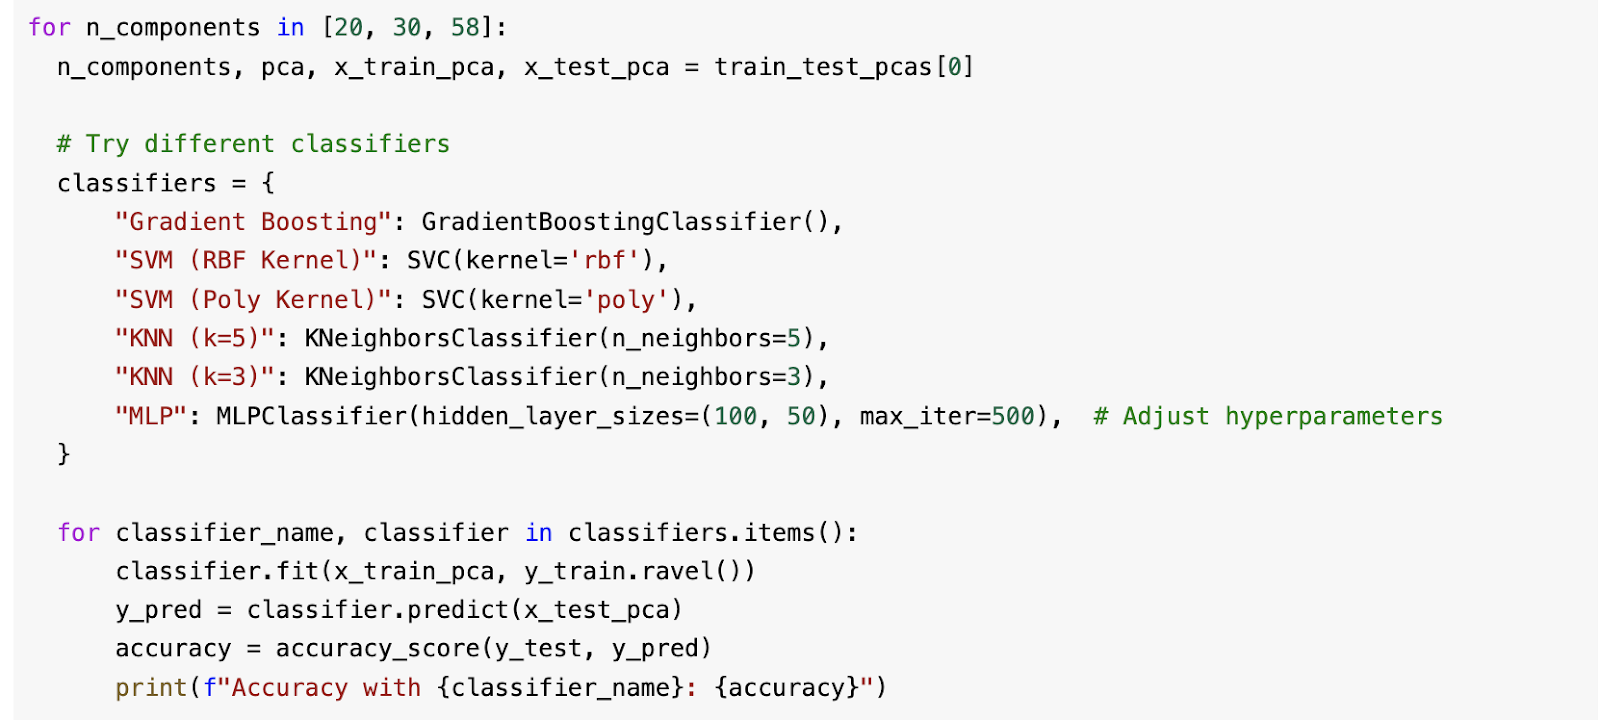 for n_components in [20, 30, 58]:
  n_components, pca, x_train_pca, x_test_pca = train_test_pcas[0]

  # Try different classifiers
  classifiers = {
      "Gradient Boosting": GradientBoostingClassifier(),
      "SVM (RBF Kernel)": SVC(kernel='rbf'),
      "SVM (Poly Kernel)": SVC(kernel='poly'),
      "KNN (k=5)": KNeighborsClassifier(n_neighbors=5),
      "KNN (k=3)": KNeighborsClassifier(n_neighbors=3),
      "MLP": MLPClassifier(hidden_layer_sizes=(100, 50), max_iter=500),  # Adjust hyperparameters
  }

  for classifier_name, classifier in classifiers.items():
      classifier.fit(x_train_pca, y_train.ravel())
      y_pred = classifier.predict(x_test_pca)
      accuracy = accuracy_score(y_test, y_pred)
      print(f"Accuracy with {classifier_name}: {accuracy}")